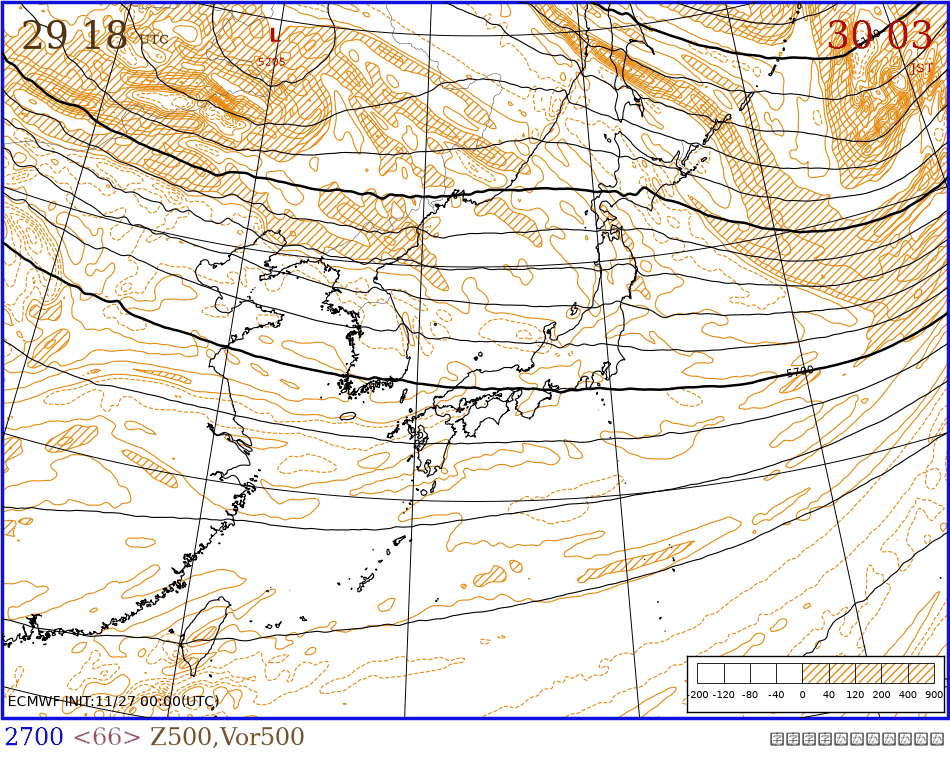 29 18 UTC
30 03 JST
L
5205
5700
ECMWF INIT:11/27 00:00(UTC)
-200 -120 -80 -40 0 40 120 200 400 900
2700 <66> Z500,Vor500